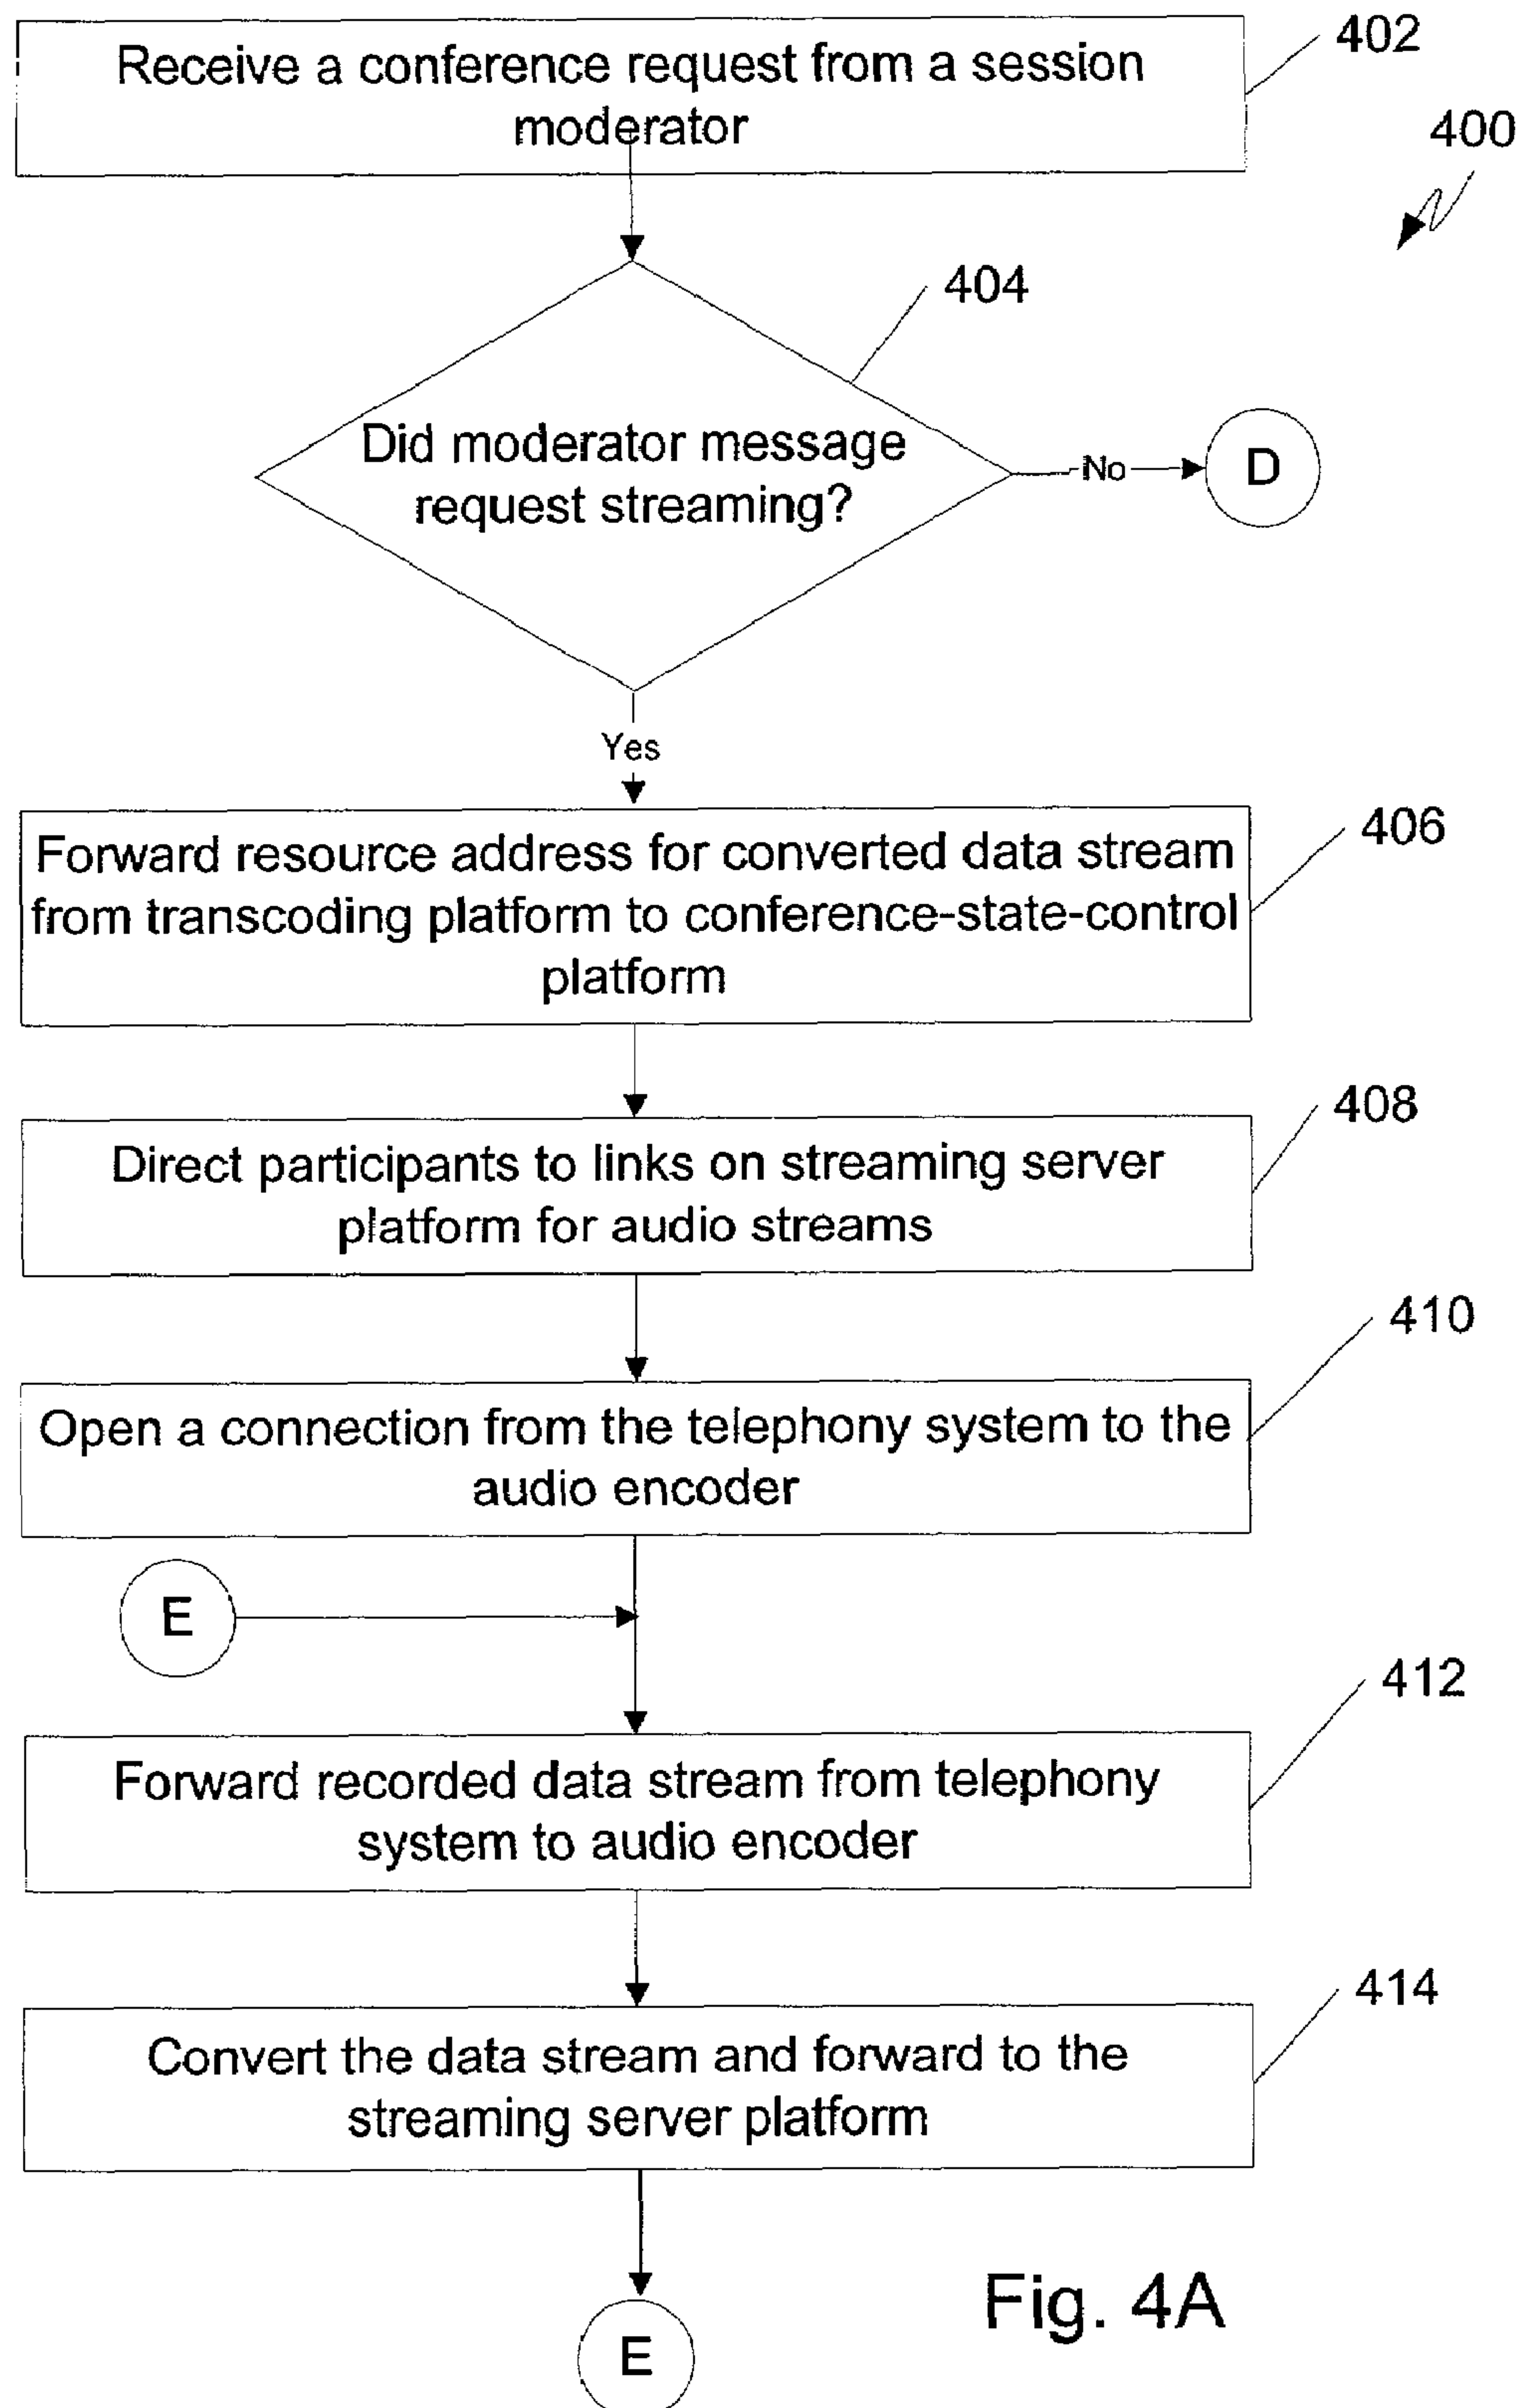 Receive a conference request from a session
moderator
402
400
404
Did moderator message
request streaming?
No
D
Yes
Forward resource address for converted data stream
from transcoding platform to conference-state-control
platform
406
Direct participants to links on streaming server
platform for audio streams
408
Open a connection from the telephony system to the
audio encoder
410
E
Forward recorded data stream from telephony
system to audio encoder
412
Convert the data stream and forward to the
streaming server platform
414
E
Fig. 4A